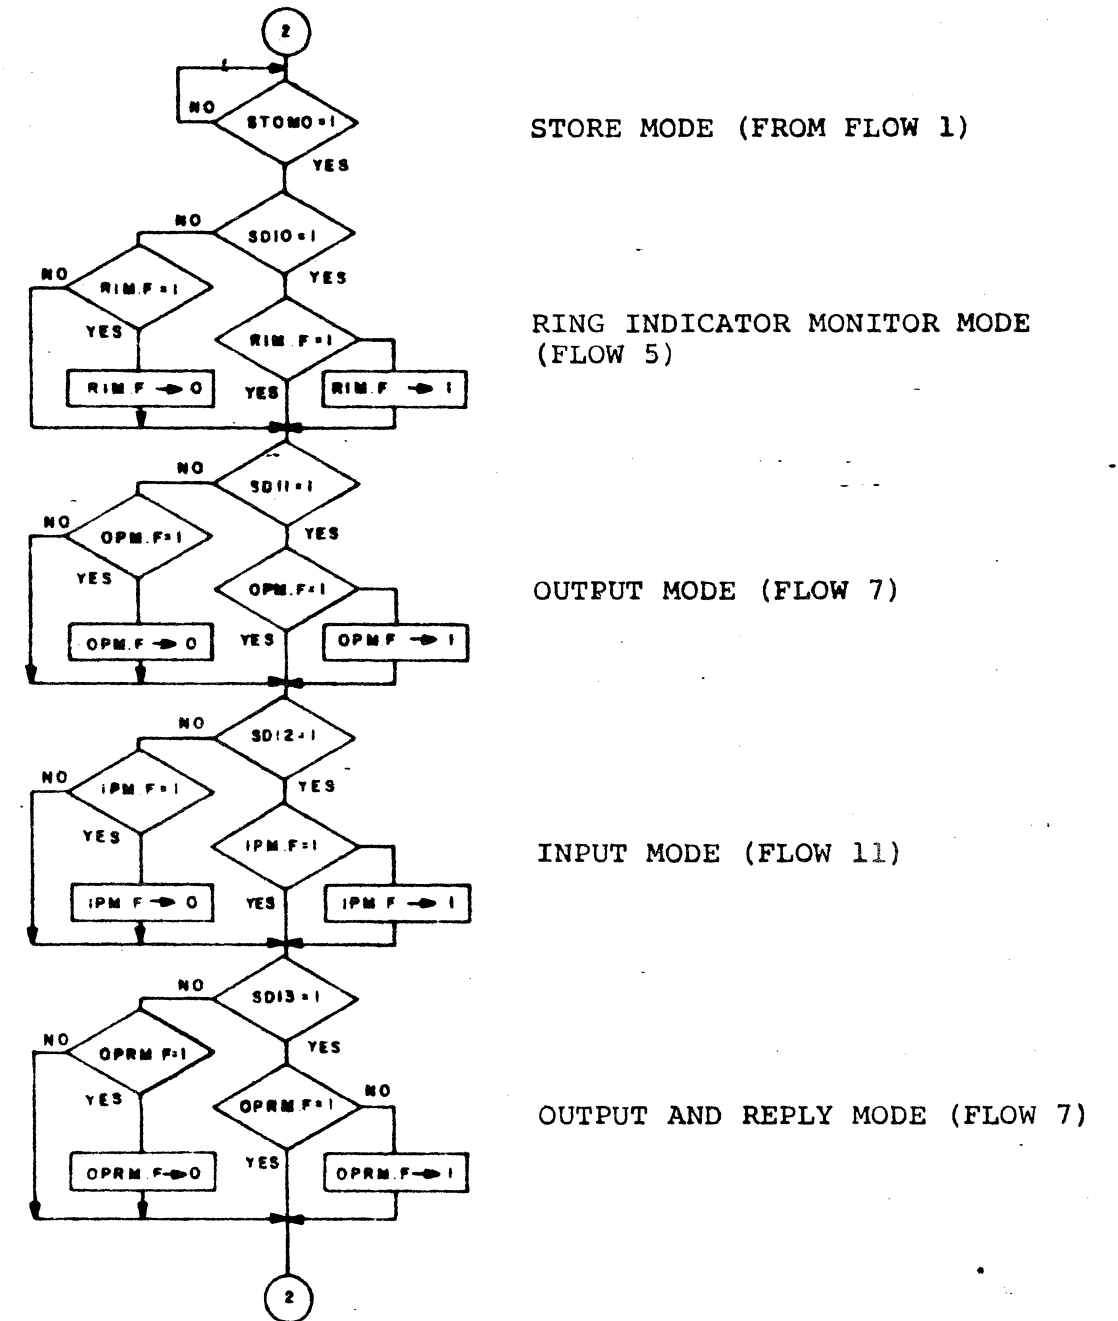 2
NO
STOMO=1
STORE MODE (FROM FLOW 1)
YES
NO
SD10=1
NO
RIM.F=1
YES
YES
RIM.F=1
RING INDICATOR MONITOR MODE
(FLOW 5)
RIM.F → 0
YES
RIM.F → 1
NO
SD11=1
NO
OPM.F=1
YES
YES
OPM.F=1
OUTPUT MODE (FLOW 7)
OPM.F → 0
YES
OPM.F → 1
NO
SD12=1
NO
IPM.F=1
YES
YES
IPM.F=1
INPUT MODE (FLOW 11)
IPM F → 0
YES
IPM F → 1
NO
SD13=1
NO
OPRM F=1
YES
NO
YES
OPRM.F=1
OUTPUT AND REPLY MODE (FLOW 7)
OPRM.F→0
YES
OPRM.F→1
2